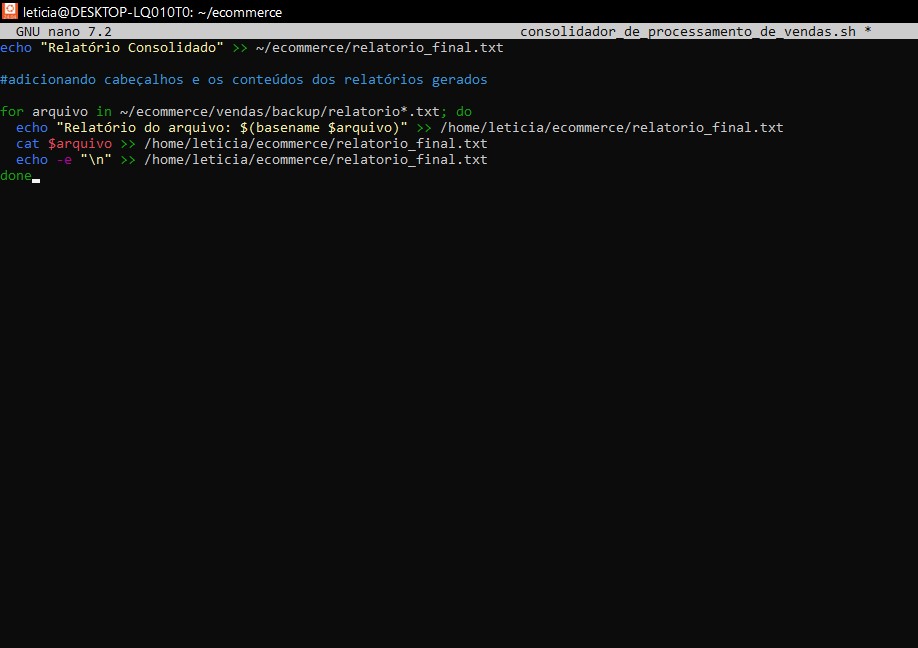 leticia@DESKTOP-LQ010T0: ~/ecommerce
GNU nano 7.2 consolidador_de_processamento_de_vendas.sh *
echo "Relatório Consolidado" >> ~/ecommerce/relatorio_final.txt
#adicionando cabeçalhos e os conteúdos dos relatórios gerados
for arquivo in ~/ecommerce/vendas/backup/relatorio*.txt; do
echo "Relatório do arquivo: $(basename $arquivo)" >> /home/leticia/ecommerce/relatorio_final.txt
cat $arquivo >> /home/leticia/ecommerce/relatorio_final.txt
echo -e "\n" >> /home/leticia/ecommerce/relatorio_final.txt
done